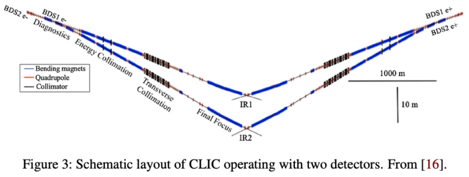 BDS1 e-
BDS2 e-
Diagnostics
Energy Collimation
Transverse
Collimation
Final Focus
BDS1 e+
BDS2 e+
Bending magnets
Quadrupole
Collimator
IR1
IR2
1000 m
10 m
Figure 3: Schematic layout of CLIC operating with two detectors. From [16].